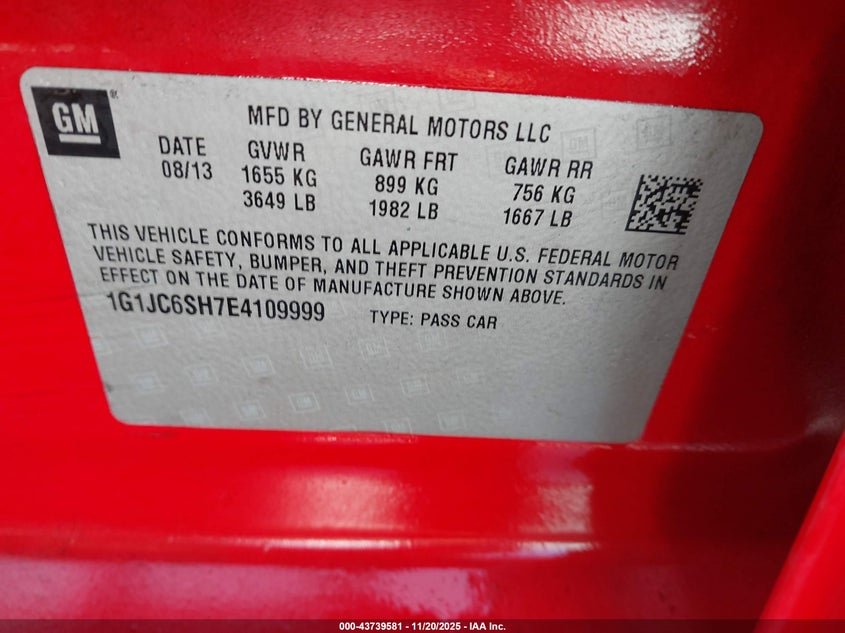 GM
MFD BY GENERAL MOTORS LLC
DATE GVWR GAWR FRT GAWR RR
08/13 1655 KG 899 KG 756 KG
3649 LB 1982 LB 1667 LB
THIS VEHICLE CONFORMS TO ALL APPLICABLE U.S. FEDERAL MOTOR
VEHICLE SAFETY, BUMPER, AND THEFT PREVENTION STANDARDS IN
EFFECT ON THE DATE OF MANUFACTURE SHOWN ABOVE.
1G1JC6SH7E4109999 TYPE: PASS CAR
000-43739581 - 11/20/2025 - IAA Inc.